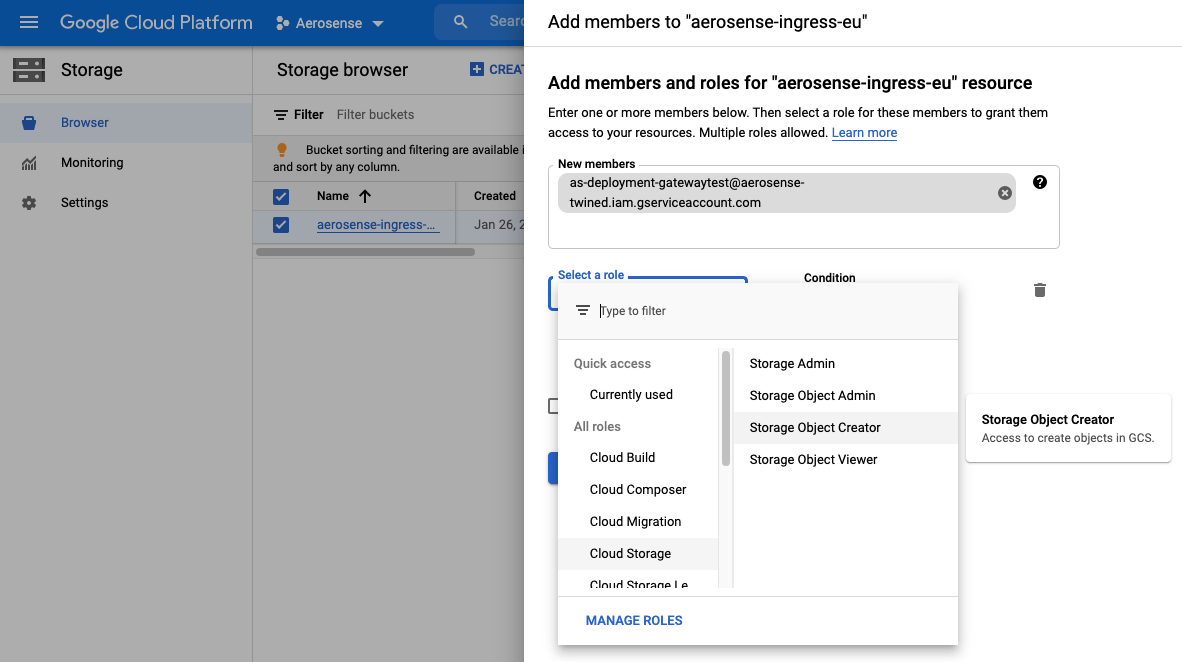 Google Cloud Platform
Aerosense
Storage
Browser
Monitoring
Settings
Storage browser
Filter
Filter buckets
Bucket sorting and filtering are available
and sort by any column.
Name
Created
aerosense-ingress-...
Jan 26,
Add members to "aerosense-ingress-eu"
Add members and roles for "aerosense-ingress-eu" resource
Enter one or more members below. Then select a role for these members to grant them
access to your resources. Multiple roles allowed. Learn more
New members
as-deployment-gatewaytest@aerosense-
twined.iam.gserviceaccount.com
Select a role
Condition
Type to filter
Quick access
Currently used
All roles
Cloud Build
Cloud Composer
Cloud Migration
Cloud Storage
Cloud Storage Le
Storage Admin
Storage Object Admin
Storage Object Creator
Storage Object Viewer
MANAGE ROLES
Storage Object Creator
Access to create objects in GCS.